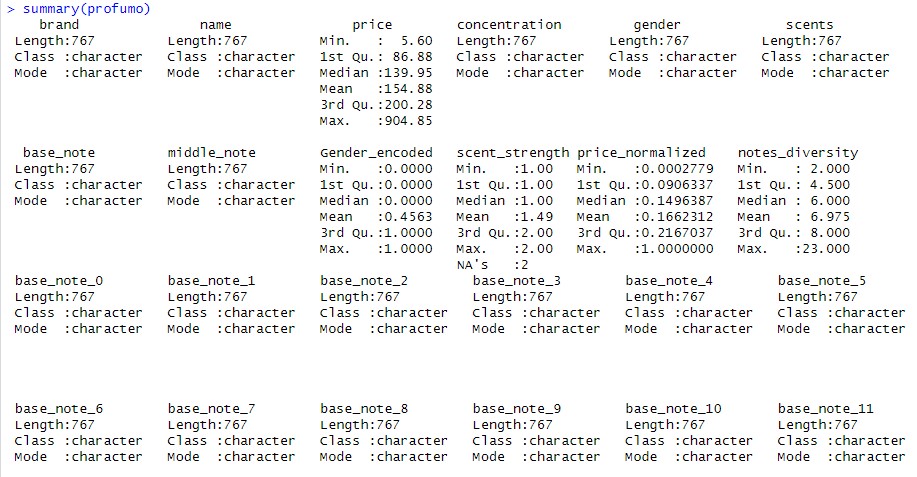 > summary(profumo)
    brand               name               price        concentration         gender             scents
 Length:767         Length:767         Min.   :  5.60   Length:767         Length:767         Length:767
 Class :character   Class :character   1st Qu.: 86.88   Class :character   Class :character   Class :character
 Mode  :character   Mode  :character   Median :139.95   Mode  :character   Mode  :character   Mode  :character
                                       Mean   :154.88
                                       3rd Qu.:200.28
                                       Max.   :904.85
  base_note         middle_note        Gender_encoded   scent_strength price_normalized    notes_diversity
 Length:767         Length:767         Min.   :0.0000   Min.   :1.00   Min.   :0.0002779   Min.   : 2.000
 Class :character   Class :character   1st Qu.:0.0000   1st Qu.:1.00   1st Qu.:0.0906337   1st Qu.: 4.500
 Mode  :character   Mode  :character   Median :0.0000   Median :1.00   Median :0.1496387   Median : 6.000
                                       Mean   :0.4563   Mean   :1.49   Mean   :0.1662312   Mean   : 6.975
                                       3rd Qu.:1.0000   3rd Qu.:2.00   3rd Qu.:0.2167037   3rd Qu.: 8.000
                                       Max.   :1.0000   Max.   :2.00   Max.   :1.0000000   Max.   :23.000
                                                        NA's   :2
 base_note_0        base_note_1        base_note_2        base_note_3        base_note_4        base_note_5
 Length:767         Length:767         Length:767         Length:767         Length:767         Length:767
 Class :character   Class :character   Class :character   Class :character   Class :character   Class :character
 Mode  :character   Mode  :character   Mode  :character   Mode  :character   Mode  :character   Mode  :character
 base_note_6        base_note_7        base_note_8        base_note_9        base_note_10       base_note_11
 Length:767         Length:767         Length:767         Length:767         Length:767         Length:767
 Class :character   Class :character   Class :character   Class :character   Class :character   Class :character
 Mode  :character   Mode  :character   Mode  :character   Mode  :character   Mode  :character   Mode  :character